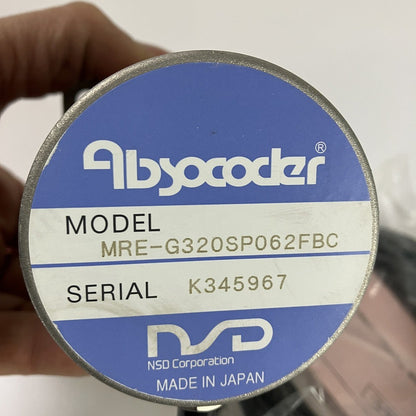 Absocoder®
MODEL
MRE-G320SP062FBC
SERIAL K345967
NSD
NSD Corporation
MADE IN JAPAN